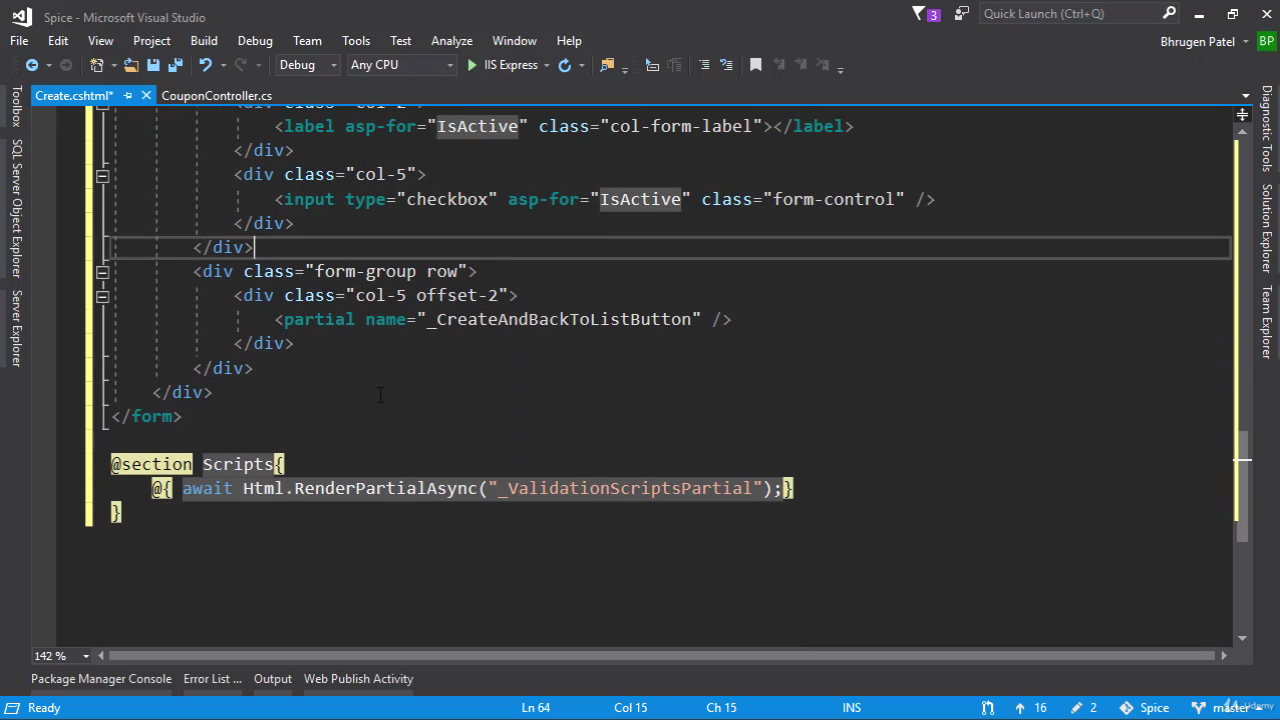 Spice - Microsoft Visual Studio
3
Quick Launch (Ctrl+Q)
File Edit View Project Build Debug Team Tools Test Analyze Window Help
Bhrugen Patel BP
Debug Any CPU IIS Express
Create.cshtml* CouponController.cs
Toolbox
SQL Server Object Explorer
Server Explorer
<label asp-for="IsActive" class="col-form-label"></label>
</div>
<div class="col-5">
<input type="checkbox" asp-for="IsActive" class="form-control" />
</div>
</div>
<div class="form-group row">
<div class="col-5 offset-2">
<partial name="_CreateAndBackToListButton" />
</div>
</div>
</div>
</form>
@section Scripts{
@{ await Html.RenderPartialAsync("_ValidationScriptsPartial");}
}
Diagnostic Tools
Solution Explorer
Team Explorer
142 %
Package Manager Console Error List ... Output Web Publish Activity
Ready Ln 64 Col 15 Ch 15 INS 16 2 Spice master
Udemy